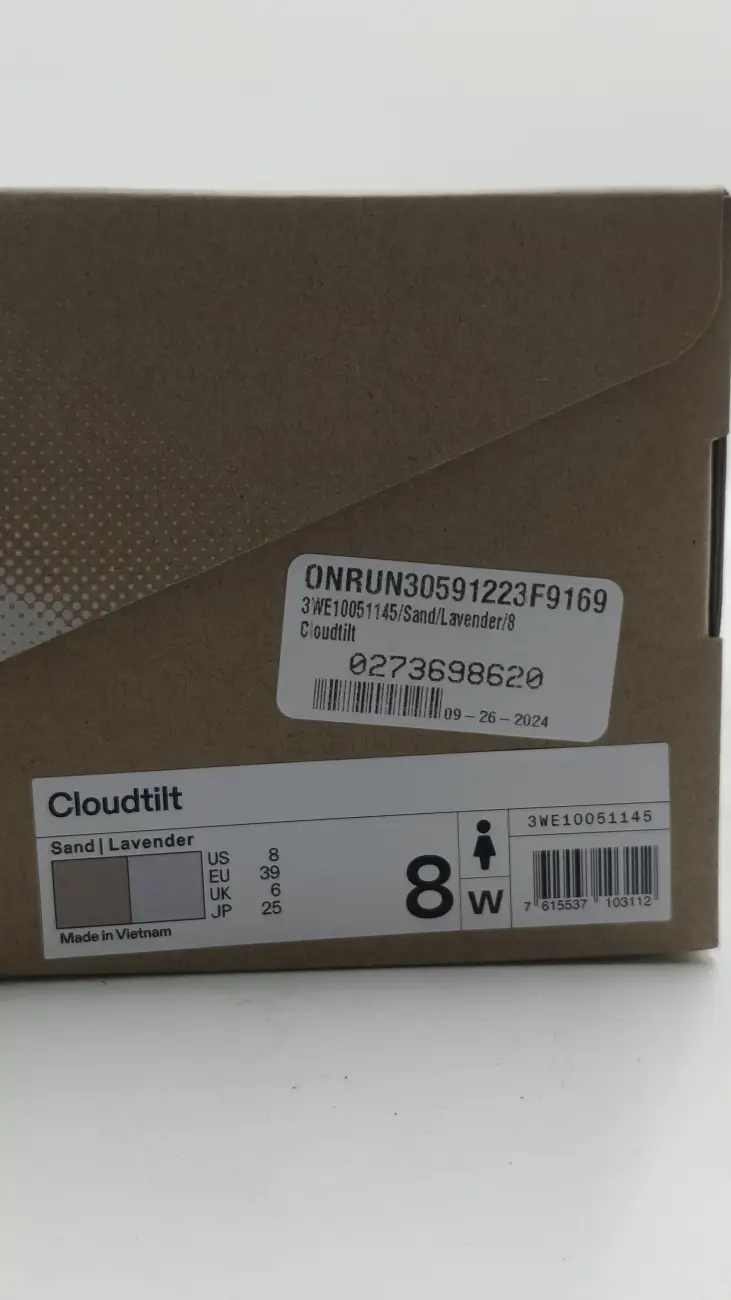 ONRUN30591223F9169
3WE10051145/Sand/Lavender/8
Cloudtilt
0273698620
09-26-2024
Cloudtilt
Sand | Lavender
US 8
EU 39
UK 6
JP 25
Made in Vietnam
8
W
3WE10051145
7 615537 103112